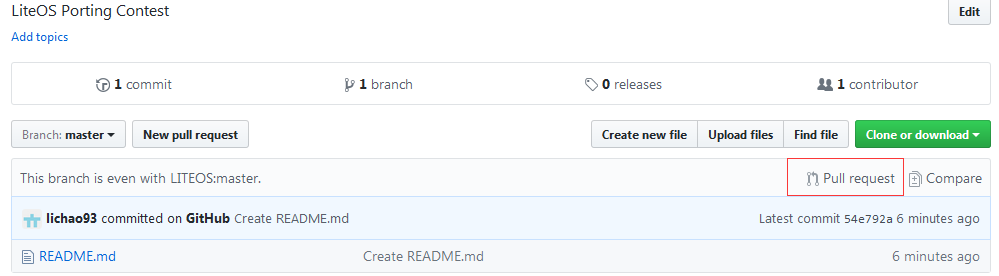 LiteOS Porting Contest Edit
Add topics
1 commit 1 branch 0 releases 1 contributor
Branch: master New pull request Create new file Upload files Find file Clone or download
This branch is even with LITEOS:master. Pull request Compare
lichao93 committed on GitHub Create README.md Latest commit 54e792a 6 minutes ago
README.md Create README.md 6 minutes ago